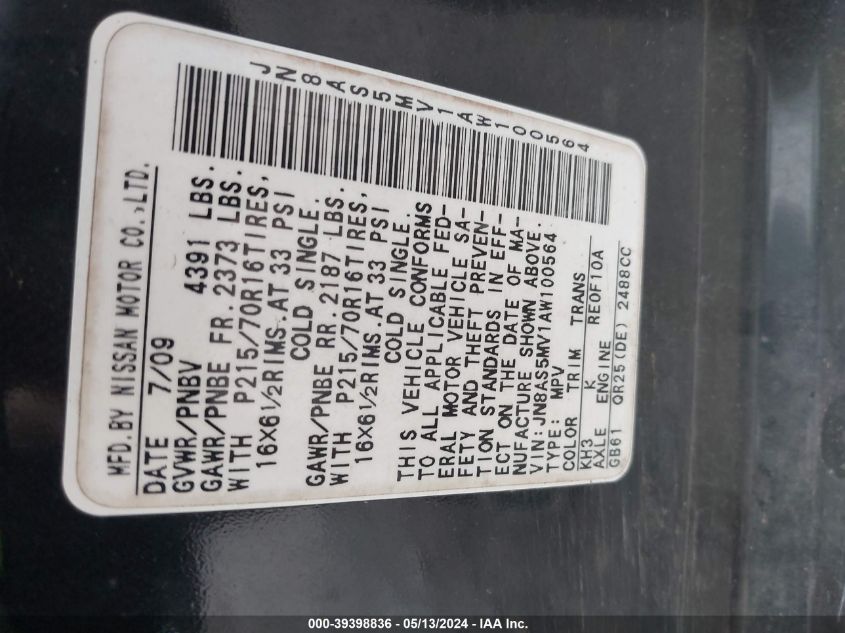 JN8AS5MV1AW100564
MFD.BY NISSAN MOTOR CO.,LTD.
DATE 7/09
GVWR/PNBV 4391 LBS.
GAWR/PNBE FR. 2373 LBS.
WITH P215/70R16TIRES,
16X6½RIMS.AT 33 PSI
COLD SINGLE.
GAWR/PNBE RR. 2187 LBS.
WITH P215/70R16TIRES,
16X6½RIMS.AT 33 PSI
COLD SINGLE.
THIS VEHICLE CONFORMS
TO ALL APPLICABLE FED-
ERAL MOTOR VEHICLE SA-
FETY AND THEFT PREVEN-
TION STANDARDS IN EFF-
ECT ON THE DATE OF MA-
NUFACTURE SHOWN ABOVE.
VIN:JN8AS5MV1AW100564
TYPE: MPV
COLOR TRIM TRANS
KH3 K RE0F10A
AXLE ENGINE
GB61 QR25(DE) 2488CC
000-39398836 - 05/13/2024 - IAA Inc.